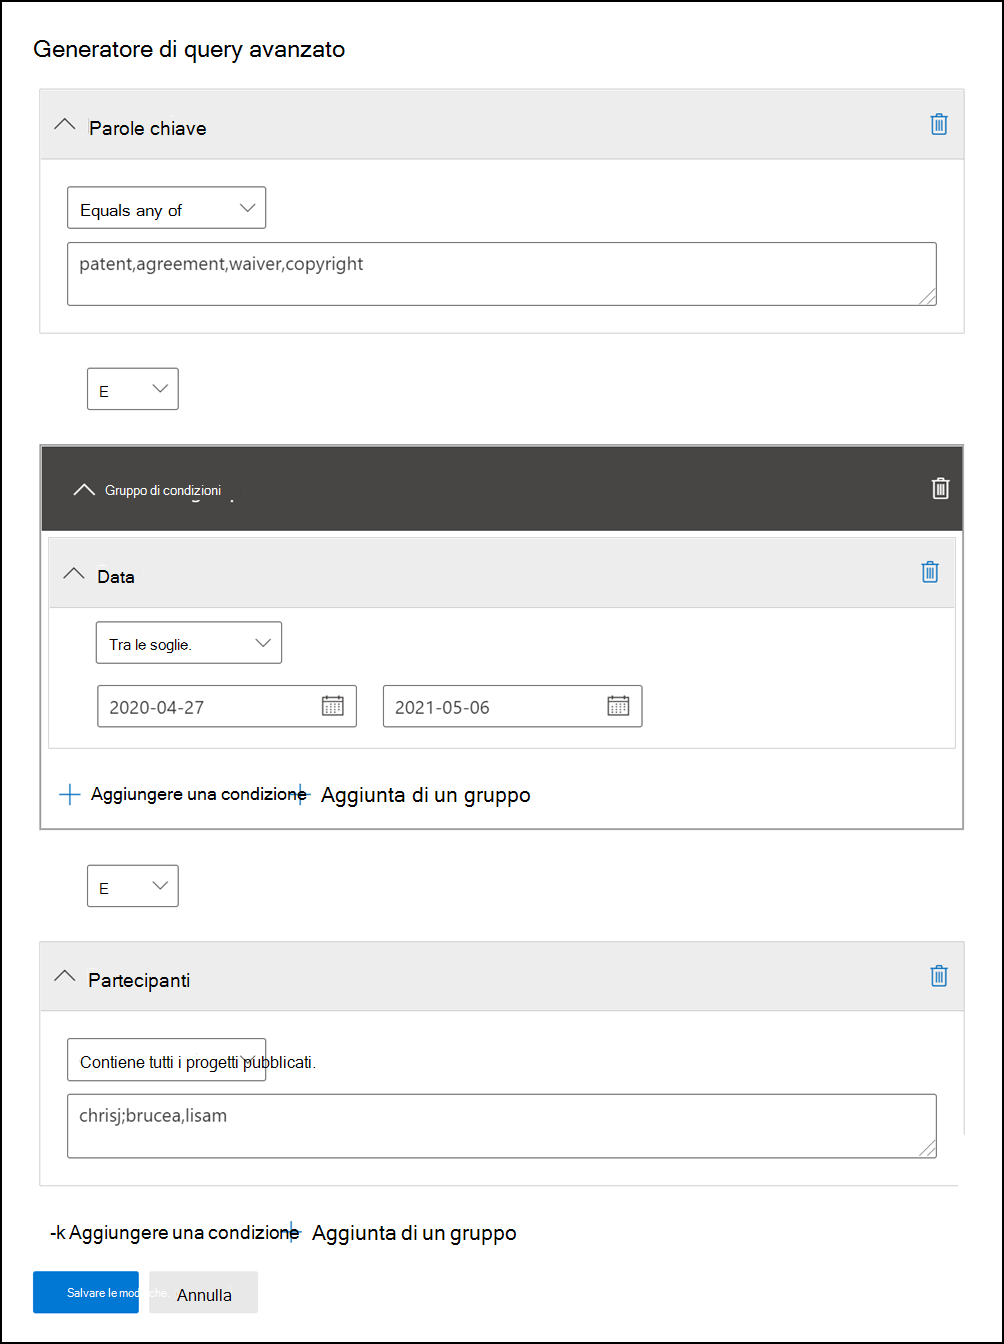 Generatore di query avanzato
Parole chiave
Equals any of
patent,agreement,waiver,copyright
E
Gruppo di condizioni
Data
Tra le soglie.
2020-04-27 2021-05-06
Aggiungere una condizione Aggiunta di un gruppo
E
Partecipanti
Contiene tutti i progetti pubblicati.
chrisj;brucea,lisam
-k Aggiungere una condizione Aggiunta di un gruppo
Salvare le Annulla